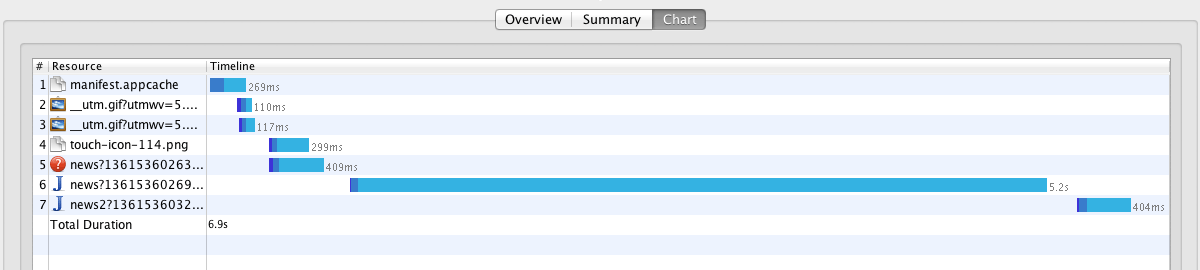 Overview Summary Chart
# Resource Timeline
1 manifest.appcache 269ms
2 __utm.gif?utmwv=5.... 110ms
3 __utm.gif?utmwv=5.... 117ms
4 touch-icon-114.png 299ms
5 ? news?13615360263... 409ms
6 J news?13615360269... 5.2s
7 J news2?1361536032... 404ms
Total Duration 6.9s